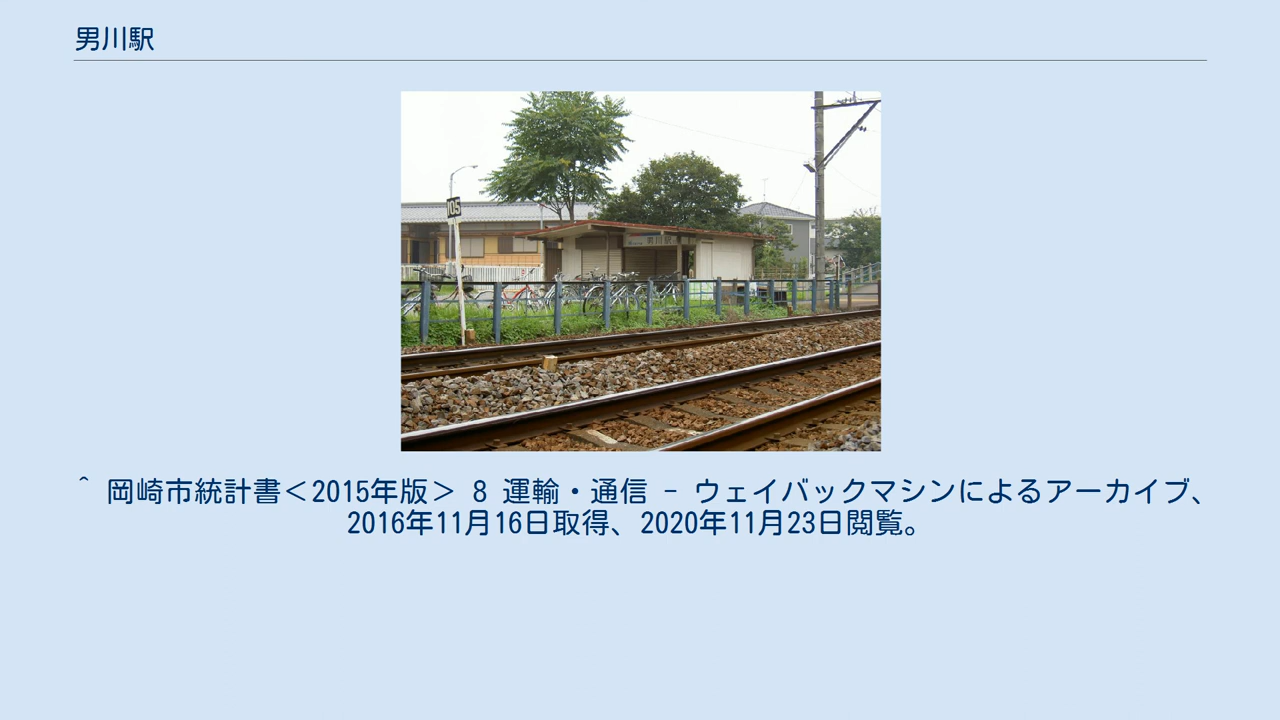 男川駅
105
男川駅
^ 岡崎市統計書＜2015年版＞ 8 運輸・通信 - ウェイバックマシンによるアーカイブ、
2016年11月16日取得、2020年11月23日閲覧。